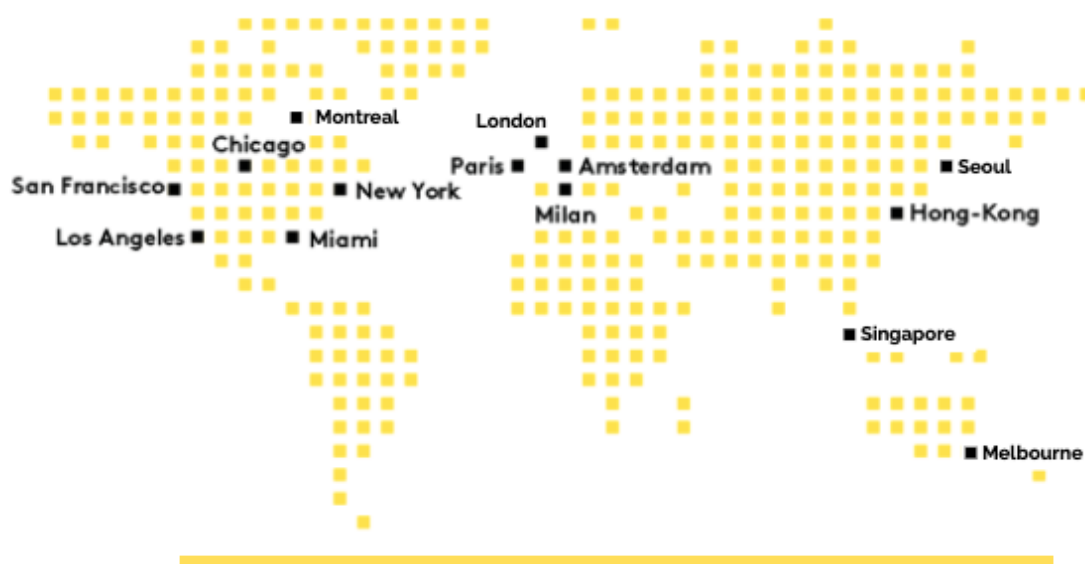 Montreal
London
Chicago
Paris
Amsterdam
Seoul
San Francisco
New York
Milan
Hong-Kong
Los Angeles
Miami
Singapore
Melbourne